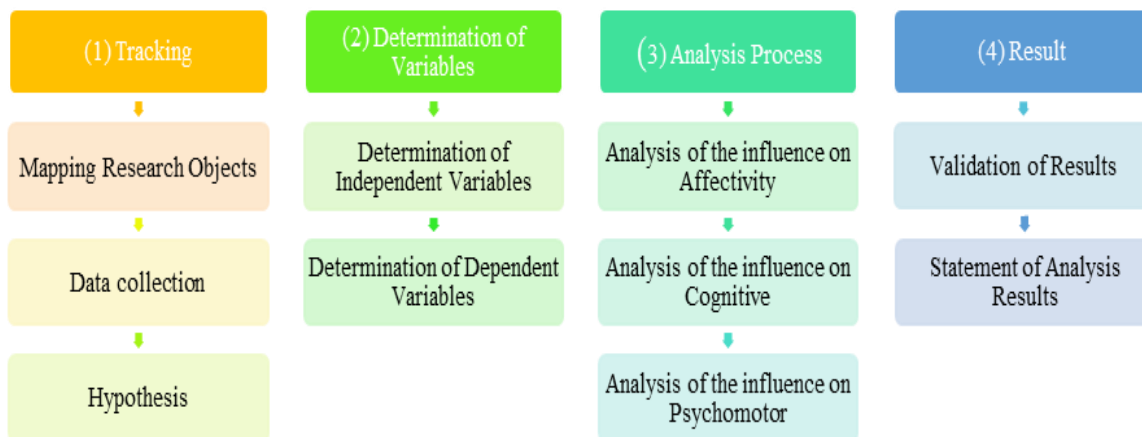 (1) Tracking
Mapping Research Objects
Data collection
Hypothesis
(2) Determination of
Variables
Determination of
Independent Variables
Determination of Dependent
Variables
(3) Analysis Process
Analysis of the influence on
Affectivity
Analysis of the influence on
Cognitive
Analysis of the influence on
Psychomotor
(4) Result
Validation of Results
Statement of Analysis
Results